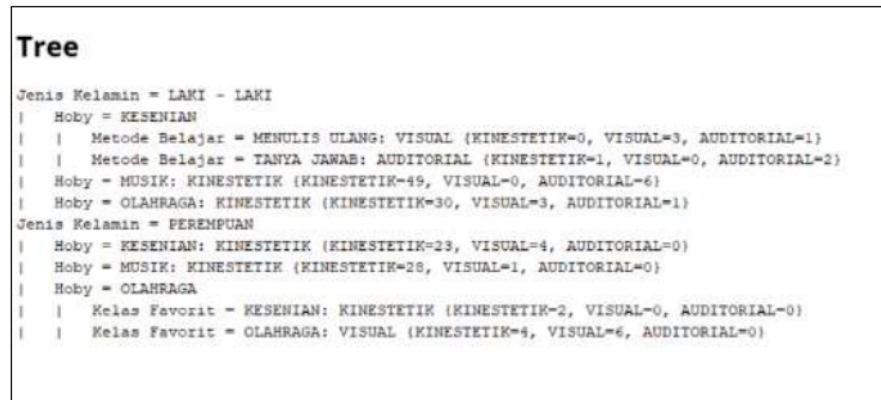 Tree
Jenis Kelamin = LAKI - LAKI
|   Hoby = KESENIAN
|   |   Metode Belajar = MENULIS ULANG: VISUAL {KINESTETIK=0, VISUAL=3, AUDITORIAL=1}
|   |   Metode Belajar = TANYA JAWAB: AUDITORIAL {KINESTETIK=1, VISUAL=0, AUDITORIAL=2}
|   Hoby = MUSIK: KINESTETIK {KINESTETIK=49, VISUAL=0, AUDITORIAL=6}
|   Hoby = OLAHRAGA: KINESTETIK {KINESTETIK=30, VISUAL=3, AUDITORIAL=1}
Jenis Kelamin = PEREMPUAN
|   Hoby = KESENIAN: KINESTETIK {KINESTETIK=23, VISUAL=4, AUDITORIAL=0}
|   Hoby = MUSIK: KINESTETIK {KINESTETIK=28, VISUAL=1, AUDITORIAL=0}
|   Hoby = OLAHRAGA
|   |   Kelas Favorit = KESENIAN: KINESTETIK {KINESTETIK=2, VISUAL=0, AUDITORIAL=0}
|   |   Kelas Favorit = OLAHRAGA: VISUAL {KINESTETIK=4, VISUAL=6, AUDITORIAL=0}